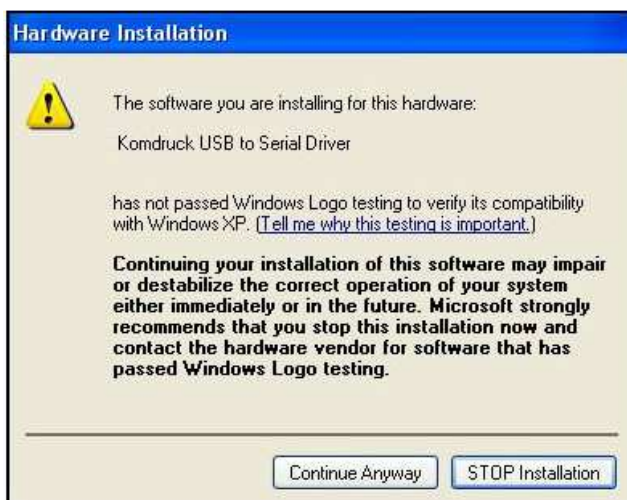 Hardware Installation
The software you are installing for this hardware:
Komdruck USB to Serial Driver
has not passed Windows Logo testing to verify its compatibility
with Windows XP. (Tell me why this testing is important.)
Continuing your installation of this software may impair
or destabilize the correct operation of your system
either immediately or in the future. Microsoft strongly
recommends that you stop this installation now and
contact the hardware vendor for software that has
passed Windows Logo testing.
Continue Anyway STOP Installation